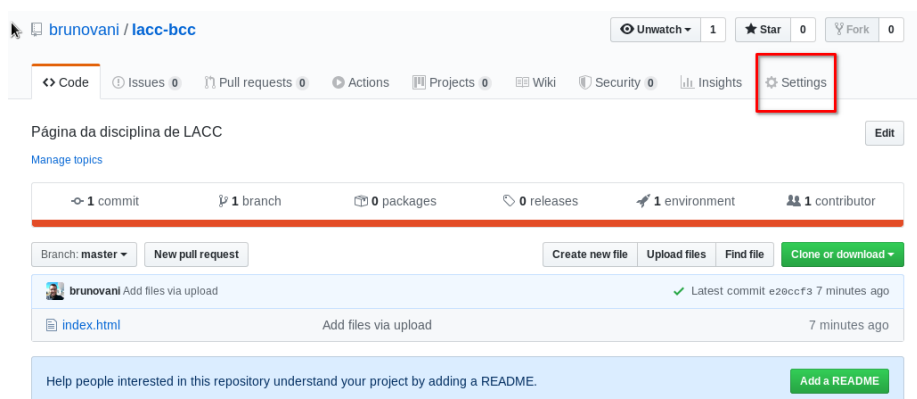 brunovani / lacc-bcc
Unwatch 1 Star 0 Fork 0
Code Issues 0 Pull requests 0 Actions Projects 0 Wiki Security 0 Insights Settings
Página da disciplina de LACC
Edit
Manage topics
1 commit 1 branch 0 packages 0 releases 1 environment 1 contributor
Branch: master New pull request Create new file Upload files Find file Clone or download
brunovani Add files via upload Latest commit e20ccf3 7 minutes ago
index.html Add files via upload 7 minutes ago
Help people interested in this repository understand your project by adding a README. Add a README